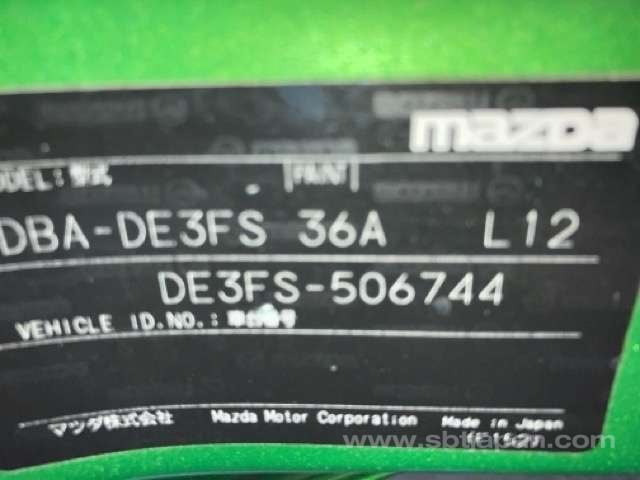 mazda
MODEL: 型式 PAINT
DBA-DE3FS 36A L12
DE3FS-506744
VEHICLE ID.NO.: 車台番号
マツダ株式会社 Mazda Motor Corporation Made in Japan
www.sbtjapan.com